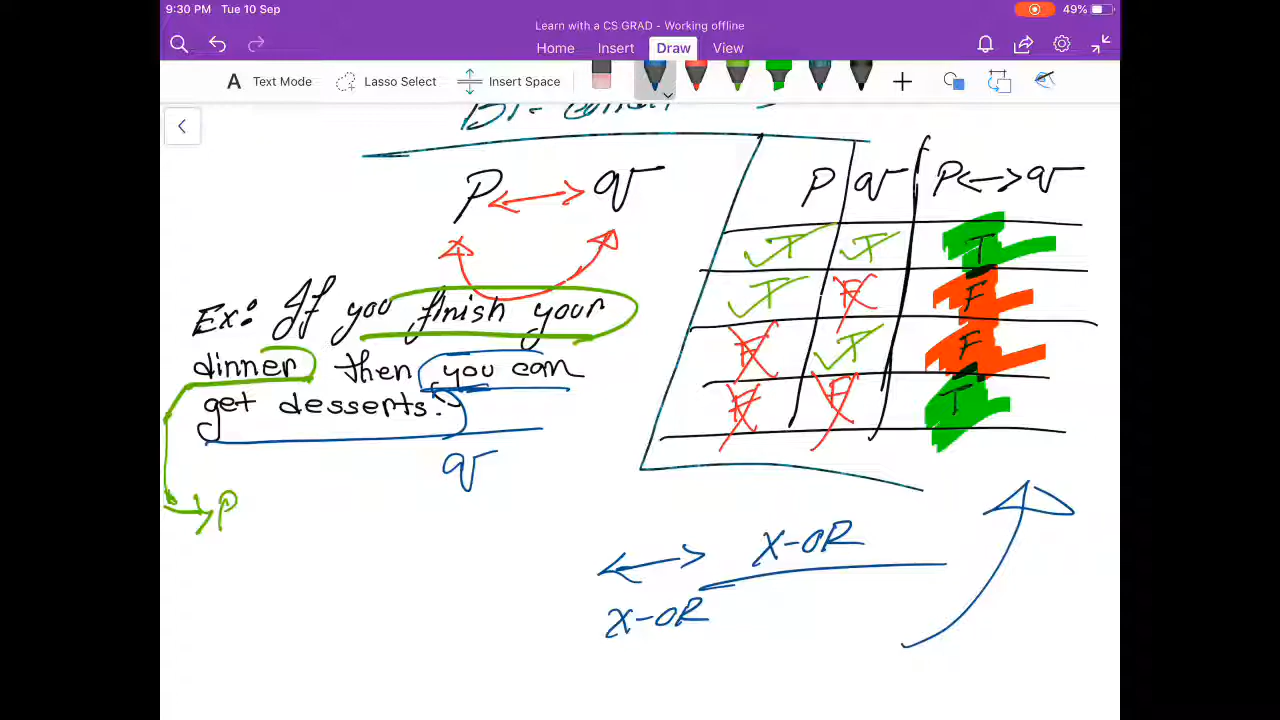 9:30 PM Tue 10 Sep
49%
Learn with a CS GRAD - Working offline
Home Insert Draw View
A Text Mode Lasso Select Insert Space
P ↔ q
Ex: If you finish your
dinner then you can
get desserts.
q
P
P q P↔q
T T T
T F F
F T F
F F T
↔ X-OR
X-OR